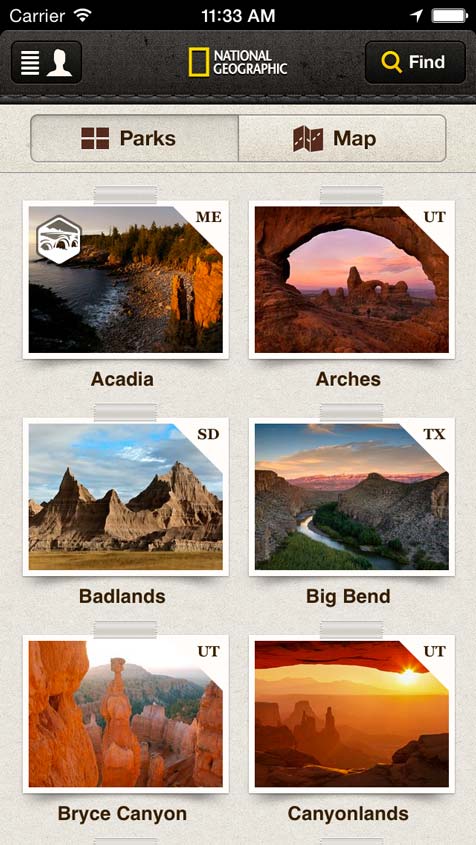 Carrier 11:33 AM
NATIONAL
GEOGRAPHIC
Find
Parks Map
ME UT
Acadia Arches
SD TX
Badlands Big Bend
UT UT
Bryce Canyon Canyonlands